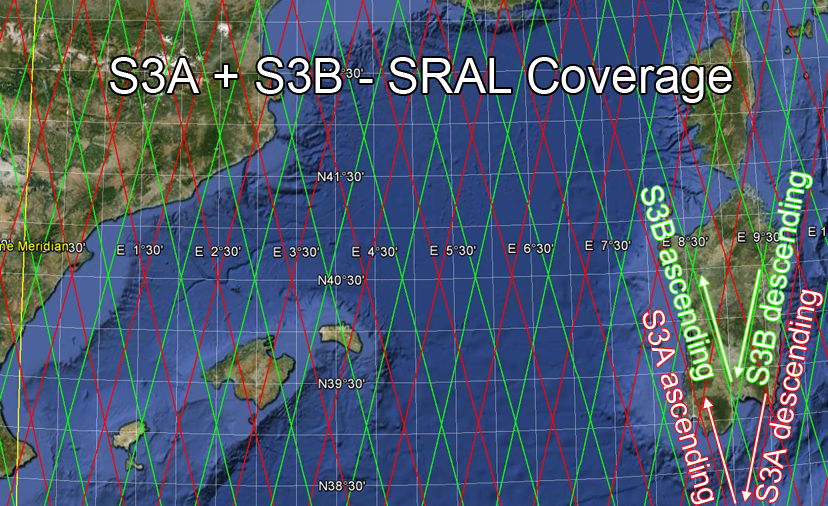 S3A + S3B - SRAL Coverage
30'
N41°30'
S3B ascending
S3B descending
me Meridian 30'
E 1°30'
E 2°30'
E 3°30'
E 4°30'
E 5°30'
E 6°30'
E 7°30'
E 8°30'
E 9°30'
E 1
N40°30'
S3A ascending
S3A descending
N39°30'
N38°30'